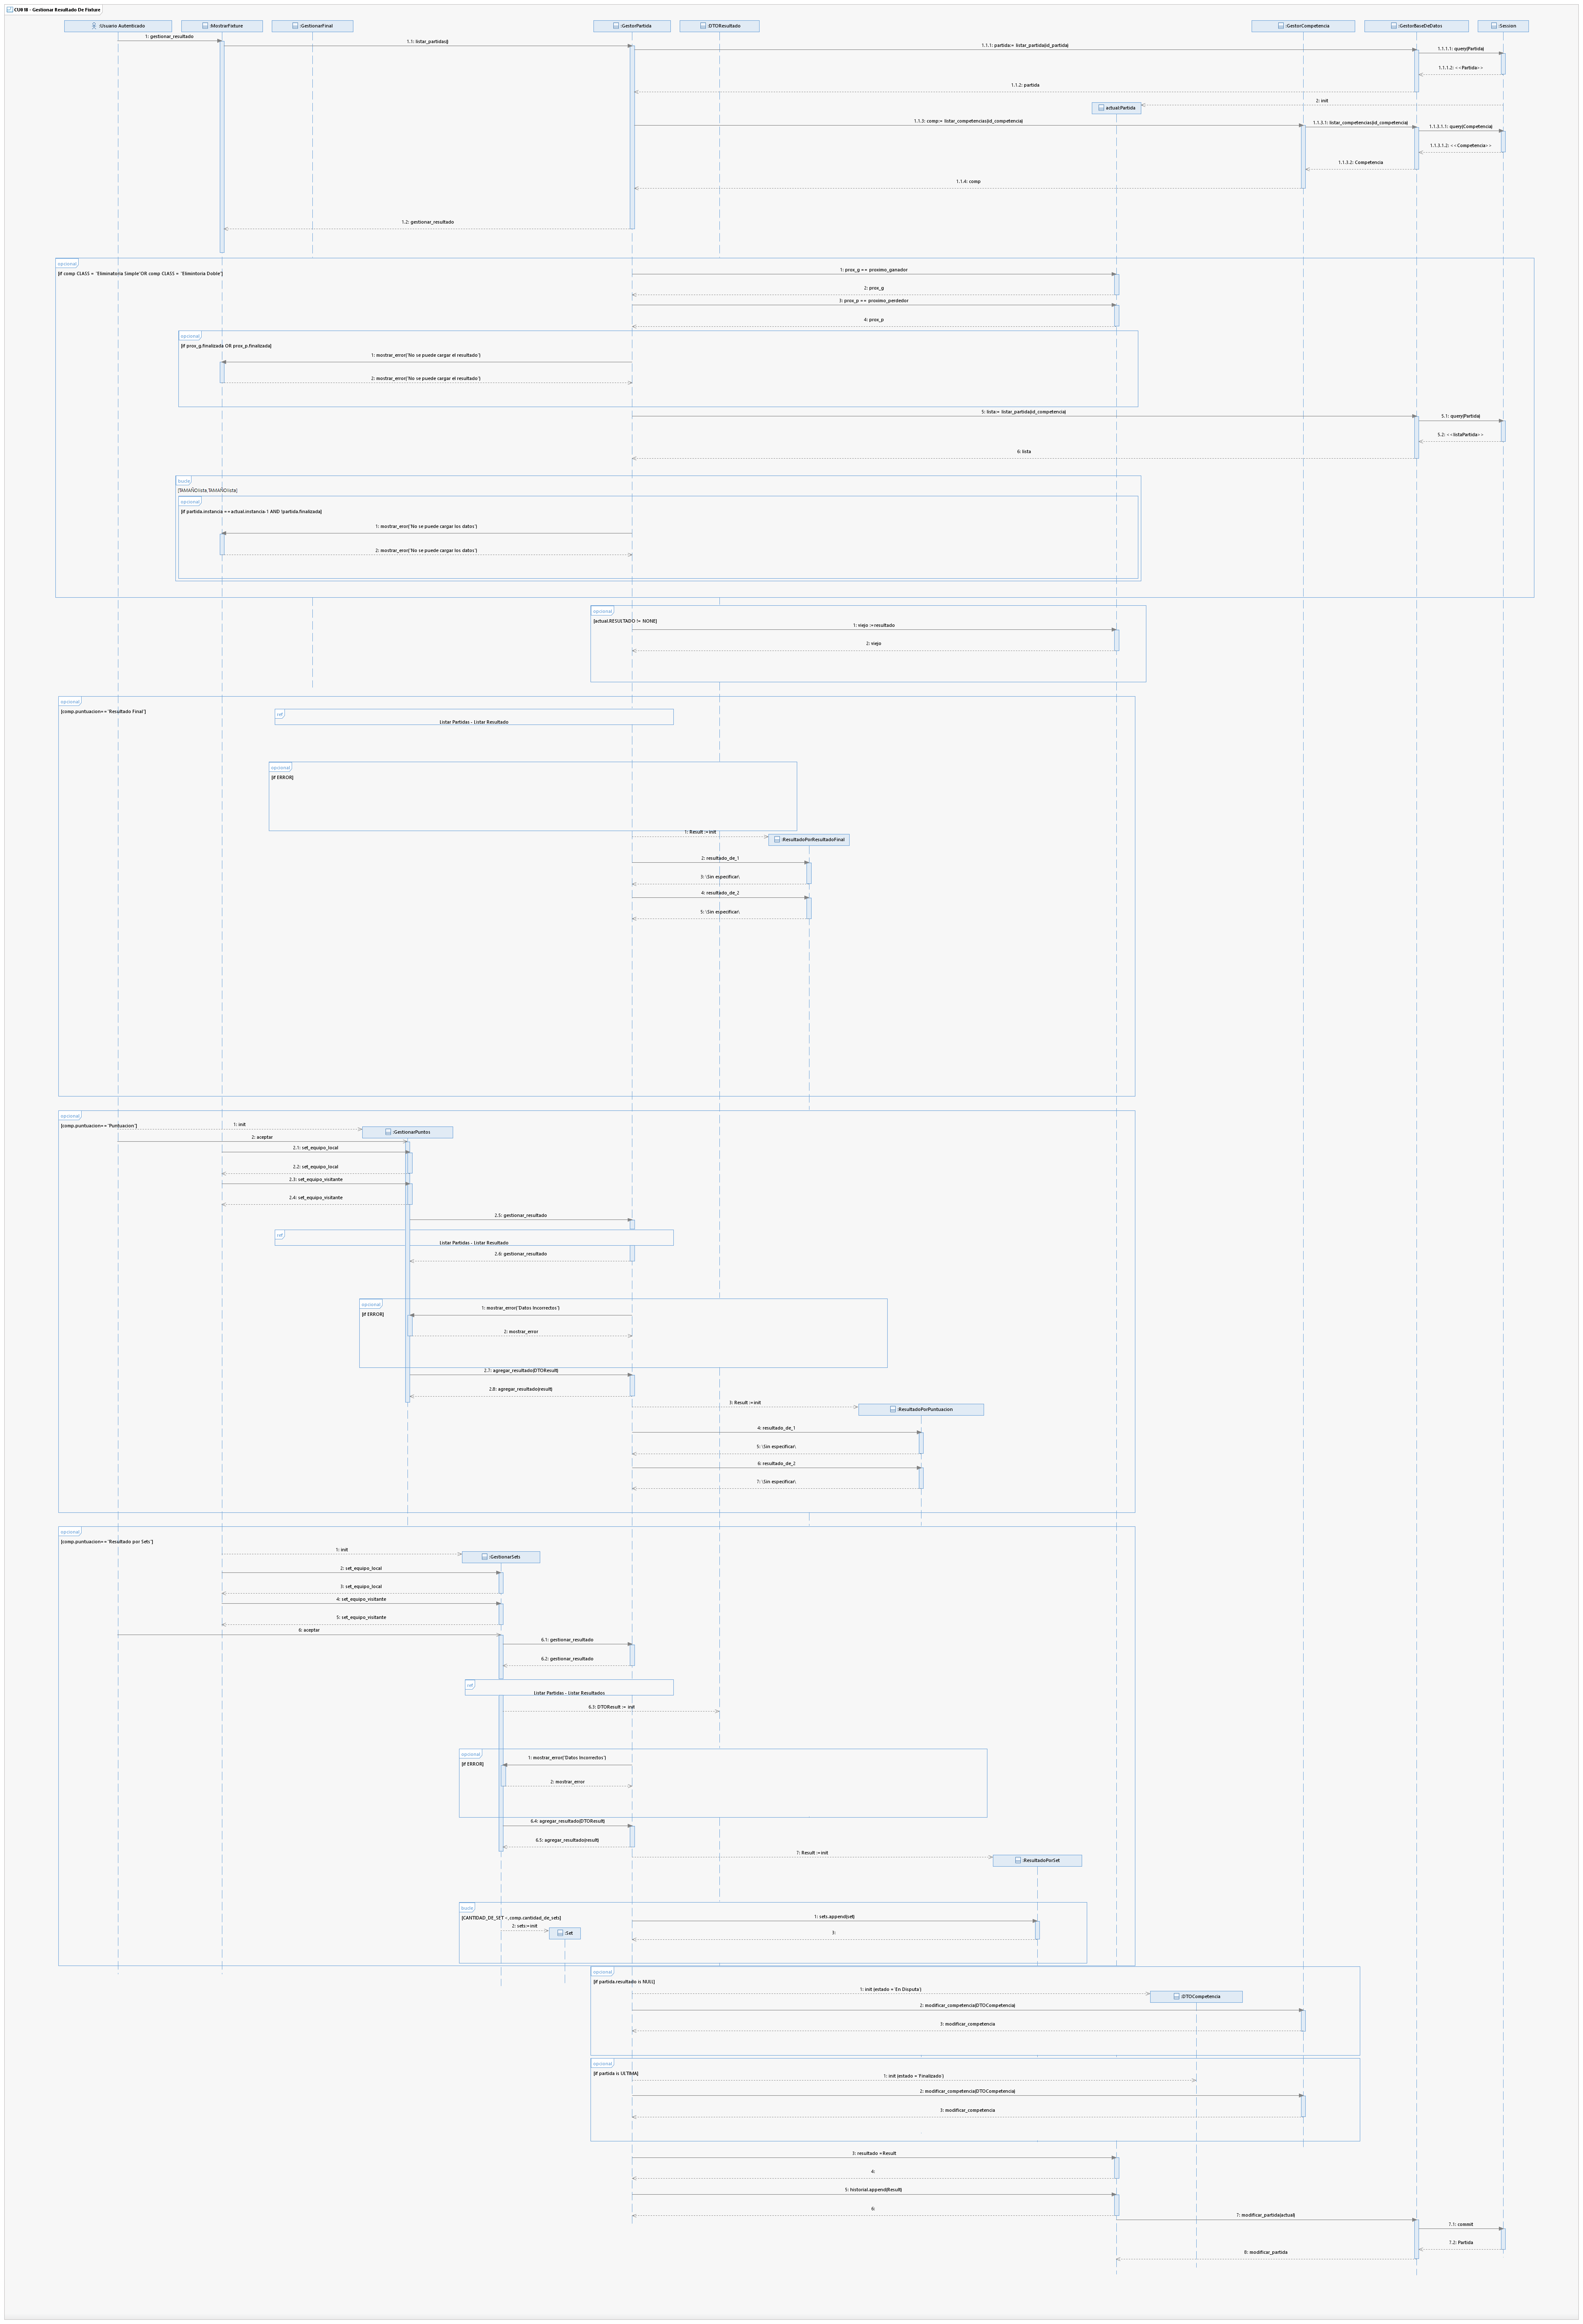 CU## III - Gestionar Resultado De Fixture
:Usuario Autenticado
:MostrarFixture
:GestionarFinal
:GestorPartida
:DTOResultado
:GestorCompetencia
:GestorBaseDeDatos
:Session
1: gestionar_resultado
1.1: listar_partidas()
1.1.1: partida:= listar_partida(id_partida)
1.1.1.1: query(Partida)
1.1.1.2: <<Partida>>
1.1.2: partida
2: init
actual:Partida
1.1.3: comp:= listar_competencias(id_competencia)
1.1.3.1: listar_competencias(id_competencia)
1.1.3.1.1: query(Competencia)
1.1.3.1.2: <<Competencia>>
1.1.3.2: Competencia
1.1.4: comp
1.2: gestionar_resultado
opcional
[if comp CLASS = 'Eliminatoria Simple'OR comp CLASS = 'Elimintoria Doble']
1: prox_g == proximo_ganador
2: prox_g
3: prox_p == proximo_perdedor
4: prox_p
opcional
[if prox_g.finalizada OR prox_p.finalizada]
1: mostrar_error('No se puede cargar el resultado')
2: mostrar_error('No se puede cargar el resultado')
5: lista:= listar_partida(id_competencia)
5.1: query(Partida)
5.2: <<listaPartida>>
6: lista
bucle
[TAMAÑO lista,TAMAÑO lista]
opcional
[if partida.instancia ==actual.instancia-1 AND !partida.finalizada]
1: mostrar_eror('No se puede cargar los datos')
2: mostrar_eror('No se puede cargar los datos')
opcional
[actual.RESULTADO != NONE]
1: viejo :=resultado
2: viejo
opcional
[comp.puntuacion=='Resultado Final']
ref
Listar Partidas - Listar Resultado
opcional
[if ERROR]
1: Result :=init
:ResultadoPorResultadoFinal
2: resultado_de_1
3: \Sin especificar\
4: resultado_de_2
5: \Sin especificar\
opcional
[comp.puntuacion=='Puntuacion']
1: init
:GestionarPuntos
2: aceptar
2.1: set_equipo_local
2.2: set_equipo_local
2.3: set_equipo_visitante
2.4: set_equipo_visitante
2.5: gestionar_resultado
ref
Listar Partidas - Listar Resultado
2.6: gestionar_resultado
opcional
[if ERROR]
1: mostrar_error('Datos Incorrectos')
2: mostrar_error
2.7: agregar_resultado(DTOResult)
2.8: agregar_resultado(result)
3: Result :=init
:ResultadoPorPuntuacion
4: resultado_de_1
5: \Sin especificar\
6: resultado_de_2
7: \Sin especificar\
opcional
[comp.puntuacion=='Resultado por Sets']
1: init
:GestionarSets
2: set_equipo_local
3: set_equipo_local
4: set_equipo_visitante
5: set_equipo_visitante
6: aceptar
6.1: gestionar_resultado
6.2: gestionar_resultado
ref
Listar Partidas - Listar Resultados
6.3: DTOResult := init
opcional
[if ERROR]
1: mostrar_error('Datos Incorrectos')
2: mostrar_error
6.4: agregar_resultado(DTOResult)
6.5: agregar_resultado(result)
7: Result :=init
:ResultadoPorSet
bucle
[CANTIDAD_DE_SET -,comp.cantidad_de_sets]
1: sets.append(set)
2: sets:=init
:Set
3:
opcional
[if partida.resultado is NULL]
1: init (estado ='En Disputa')
:DTOCompetencia
2: modificar_competencia(DTOCompetencia)
3: modificar_competencia
opcional
[if partida is ULTIMA]
1: init (estado = 'Finalizado')
2: modificar_competencia(DTOCompetencia)
3: modificar_competencia
3: resultado =Result
4:
5: historial.append(Result)
6:
7: modificar_partida(actual)
7.1: commit
7.2: Partida
8: modificar_partida